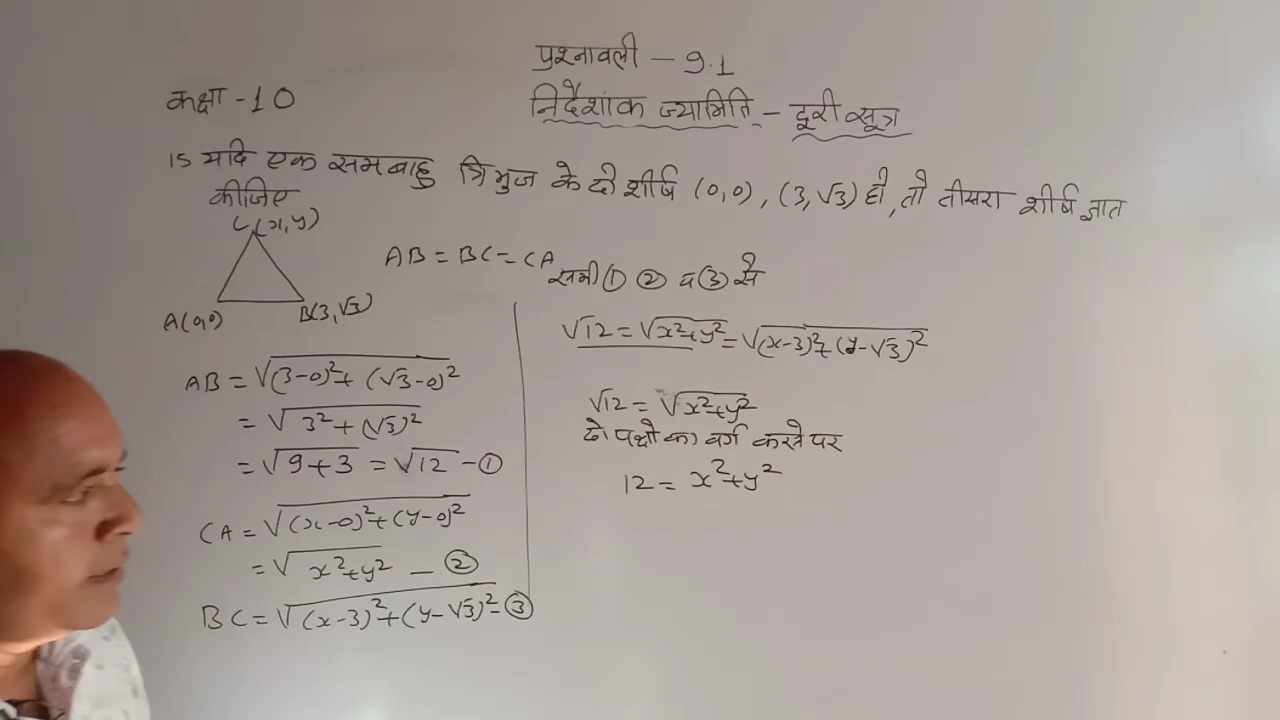 प्रश्नावली - 9.1
कक्षा - 10
निर्देशांक ज्यामिति - दूरी सूत्र
15 यदि एक समबाहु त्रिभुज के दो शीर्ष (0,0), (3,√3) हो, तो तीसरा शीर्ष ज्ञात
कीजिए
C(x,y)
A(0,0)
B(3,√3)
AB = BC = CA
AB = √(3-0)²+(√3-0)²
= √3²+(√3)²
= √9+3 = √12 - ①
CA = √(x-0)²+(y-0)²
= √x²+y² - ②
BC = √(x-3)²+(y-√3)² - ③
समी ① ② व ③ से
√12 = √x²+y² = √(x-3)²+(y-√3)²
√12 = √x²+y²
दो पक्षो का वर्ग करने पर
12 = x²+y²